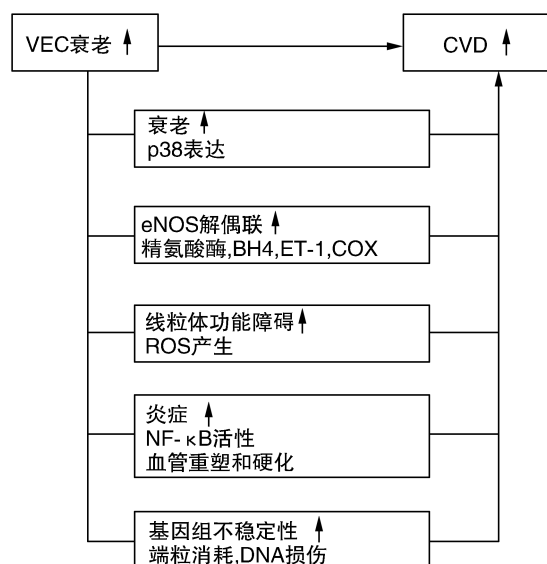 VEC衰老
CVD
衰老
p38表达
eNOS解偶联
精氨酸酶,BH4,ET-1,COX
线粒体功能障碍
ROS产生
炎症
NF-κB活性
血管重塑和硬化
基因组不稳定性
端粒消耗,DNA损伤